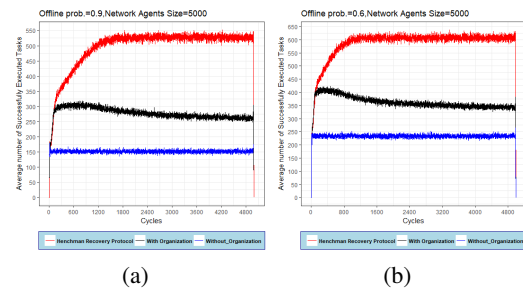 Offline prob.=0.9,Network Agents Size=5000
Average number of Successfully Executed Tasks
550
500
450
400
350
300
250
200
150
100
50
0
0 600 1200 1800 2400 3000 3600 4200 4800
Cycles
Henchman Recovery Protocol With Organization Without_Organization
(a)
Offline prob.=0.6,Network Agents Size=5000
Average number of Successfully Executed Tasks
650
600
550
500
450
400
350
300
250
200
150
100
50
0
0 800 1600 2400 3200 4000 4800
Cycles
Henchman Recovery Protocol With Organization Without_Organization
(b)